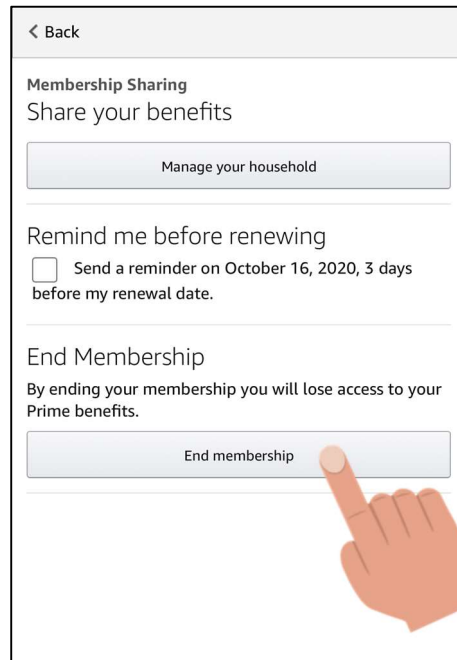 Back
Membership Sharing
Share your benefits
Manage your household
Remind me before renewing
Send a reminder on October 16, 2020, 3 days
before my renewal date.
End Membership
By ending your membership you will lose access to your
Prime benefits.
End membership